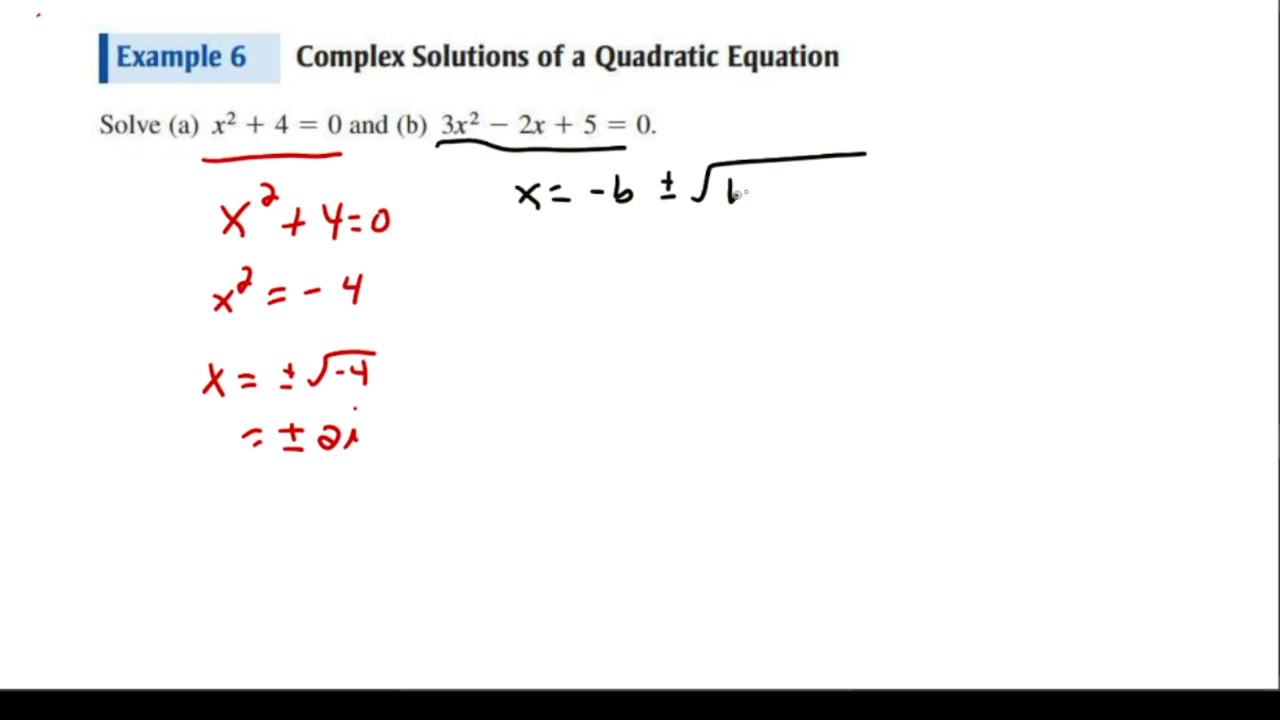 Example 6 Complex Solutions of a Quadratic Equation
Solve (a) x² + 4 = 0 and (b) 3x² − 2x + 5 = 0.
x² + 4 = 0
x² = - 4
x = ± √-4
= ± 2i
x = -b ± √b